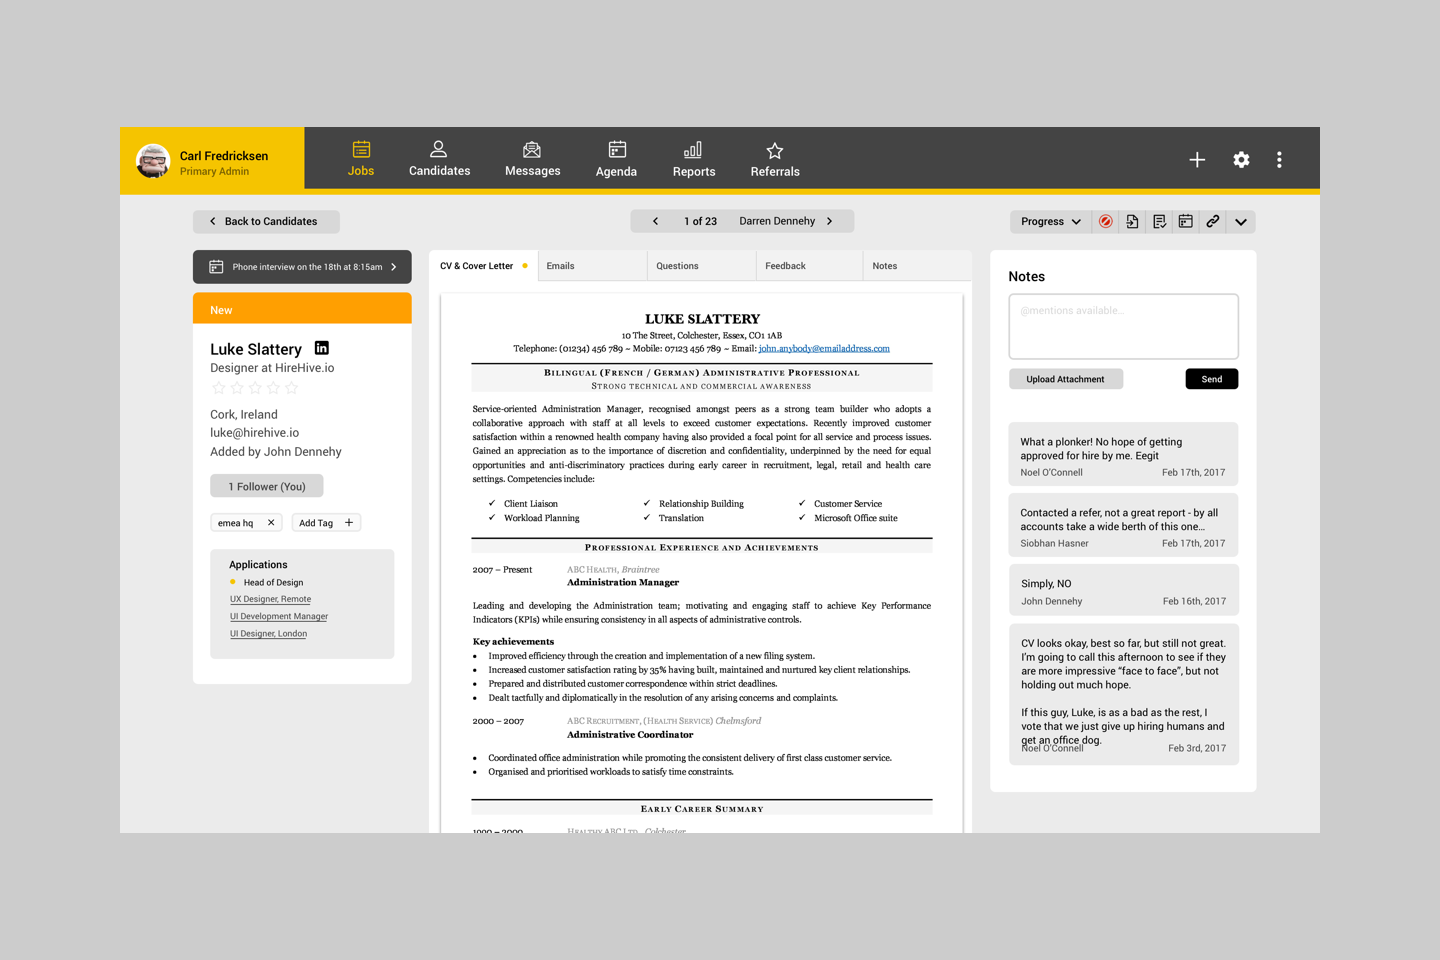 Carl Fredricksen
Primary Admin
Jobs
Candidates
Messages
Agenda
Reports
Referrals
Back to Candidates
1 of 23 Darren Dennehy
Progress
Phone interview on the 18th at 8:15am
New
Luke Slattery in
Designer at HireHive.io
Cork, Ireland
luke@hirehive.io
Added by John Dennehy
1 Follower (You)
emea hq
Add Tag
Applications
Head of Design
UX Designer, Remote
UI Development Manager
UI Designer, London
CV & Cover Letter
Emails
Questions
Feedback
Notes
LUKE SLATTERY
10 The Street, Colchester, Essex, CO1 1AB
Telephone: (01234) 456 789 ~ Mobile: 07123 456 789 ~ Email: john.anybody@emailaddress.com
BILINGUAL (FRENCH / GERMAN) ADMINISTRATIVE PROFESSIONAL
STRONG TECHNICAL AND COMMERCIAL AWARENESS
Service-oriented Administration Manager, recognised amongst peers as a strong team builder who adopts a
collaborative approach with staff at all levels to exceed customer expectations. Recently improved customer
satisfaction within a renowned health company having also provided a focal point for all service and process issues.
Gained an appreciation as to the importance of discretion and confidentiality, underpinned by the need for equal
opportunities and anti-discriminatory practices during early career in recruitment, legal, retail and health care
settings. Competencies include:
✓ Client Liaison ✓ Relationship Building ✓ Customer Service
✓ Workload Planning ✓ Translation ✓ Microsoft Office suite
PROFESSIONAL EXPERIENCE AND ACHIEVEMENTS
2007 – Present ABC HEALTH, Braintree
Administration Manager
Leading and developing the Administration team; motivating and engaging staff to achieve Key Performance
Indicators (KPIs) while ensuring consistency in all aspects of administrative controls.
Key achievements
• Improved efficiency through the creation and implementation of a new filing system.
• Increased customer satisfaction rating by 35% having built, maintained and nurtured key client relationships.
• Prepared and distributed customer correspondence within strict deadlines.
• Dealt tactfully and diplomatically in the resolution of any arising concerns and complaints.
2000 – 2007 ABC RECRUITMENT, (HEALTH SERVICE) Chelmsford
Administrative Coordinator
• Coordinated office administration while promoting the consistent delivery of first class customer service.
• Organised and prioritised workloads to satisfy time constraints.
EARLY CAREER SUMMARY
1990 – 2000 HEALTHY ABC LTD, Colchester
Notes
@mentions available...
Upload Attachment
Send
What a plonker! No hope of getting
approved for hire by me. Eegit
Noel O'Connell Feb 17th, 2017
Contacted a refer, not a great report - by all
accounts take a wide berth of this one...
Siobhan Hasner Feb 17th, 2017
Simply, NO
John Dennehy Feb 16th, 2017
CV looks okay, best so far, but still not great.
I'm going to call this afternoon to see if they
are more impressive “face to face”, but not
holding out much hope.
If this guy, Luke, is as a bad as the rest, I
vote that we just give up hiring humans and
get an office dog.
Noel O'Connell Feb 3rd, 2017